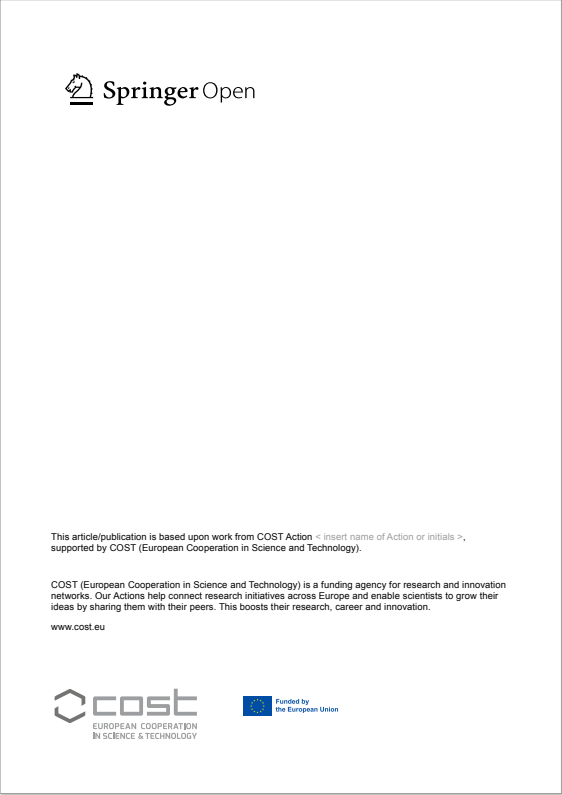 Springer Open
This article/publication is based upon work from COST Action < insert name of Action or initials >,
supported by COST (European Cooperation in Science and Technology).
COST (European Cooperation in Science and Technology) is a funding agency for research and innovation
networks. Our Actions help connect research initiatives across Europe and enable scientists to grow their
ideas by sharing them with their peers. This boosts their research, career and innovation.
www.cost.eu
cost
EUROPEAN COOPERATION
IN SCIENCE & TECHNOLOGY
Funded by
the European Union